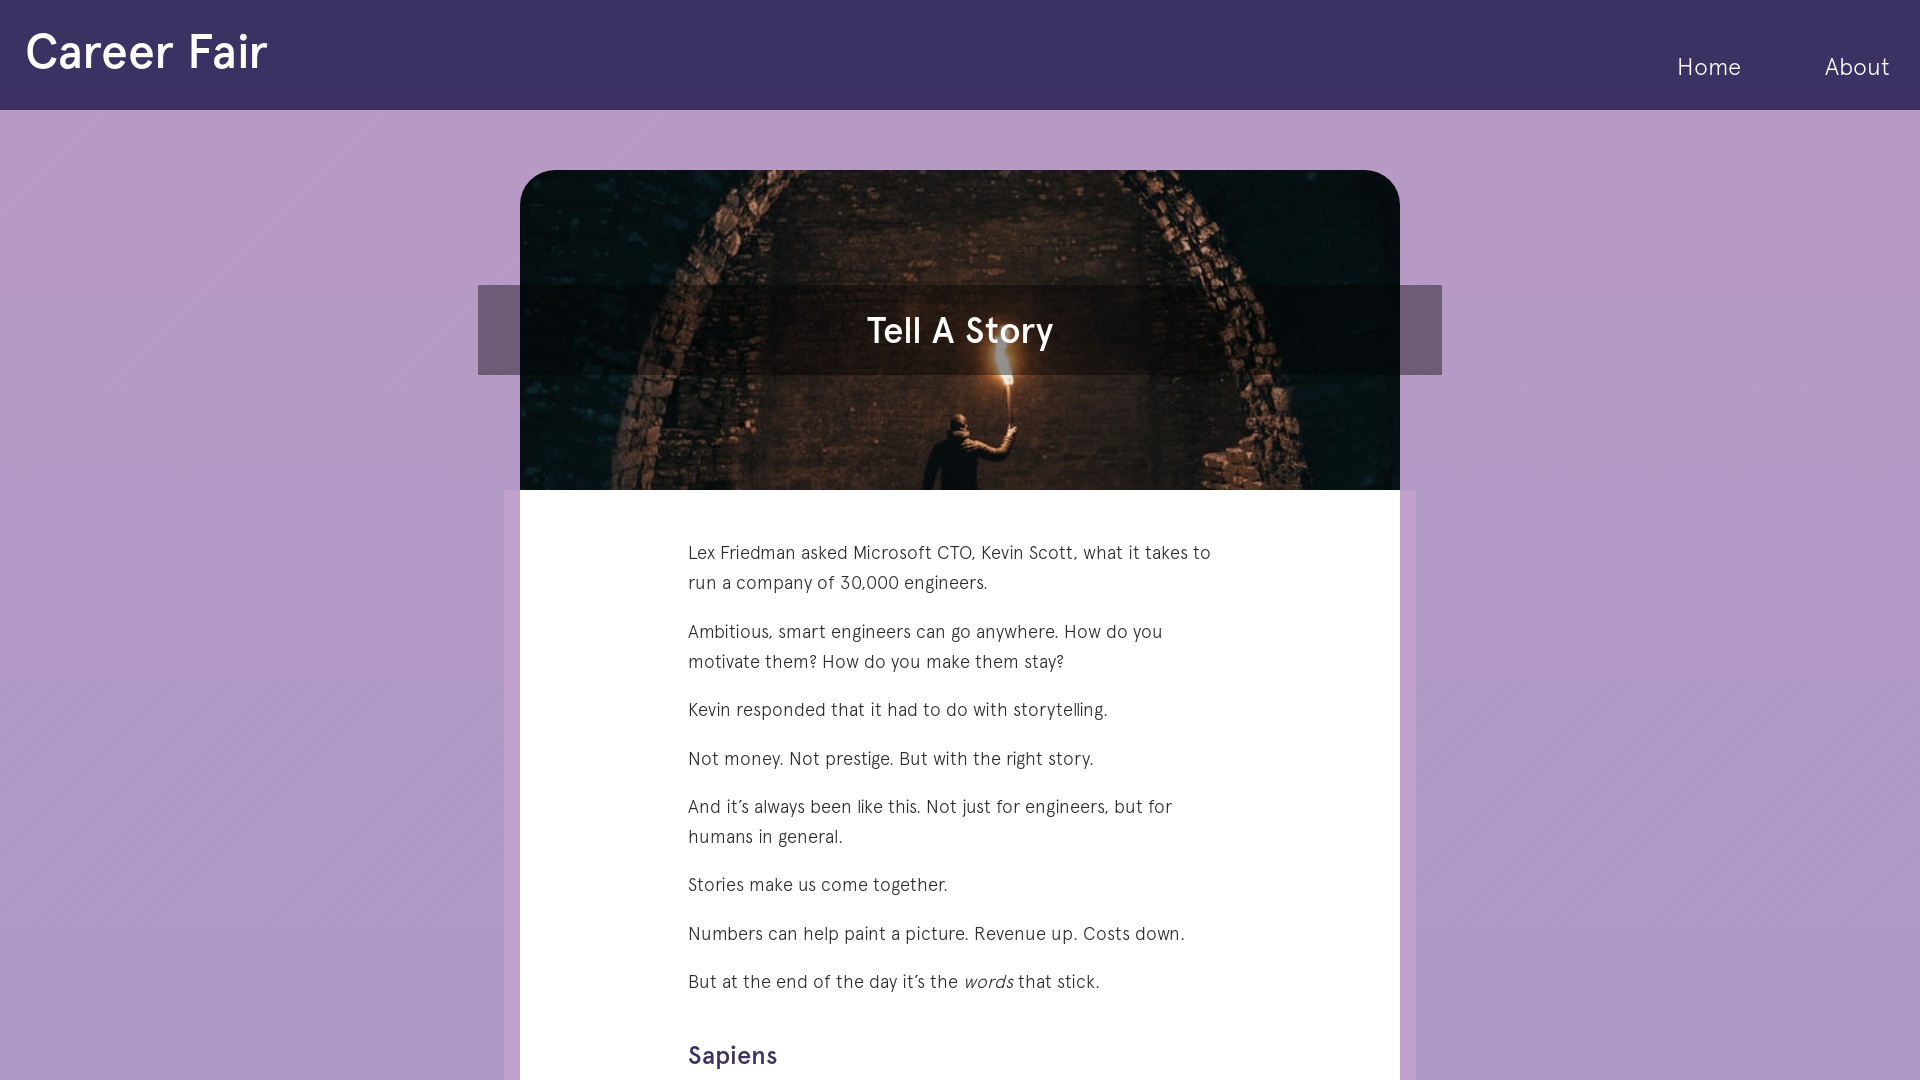 Career Fair
Home
About
Tell A Story
Lex Friedman asked Microsoft CTO, Kevin Scott, what it takes to
run a company of 30,000 engineers.
Ambitious, smart engineers can go anywhere. How do you
motivate them? How do you make them stay?
Kevin responded that it had to do with storytelling.
Not money. Not prestige. But with the right story.
And it’s always been like this. Not just for engineers, but for
humans in general.
Stories make us come together.
Numbers can help paint a picture. Revenue up. Costs down.
But at the end of the day it’s the words that stick.
Sapiens